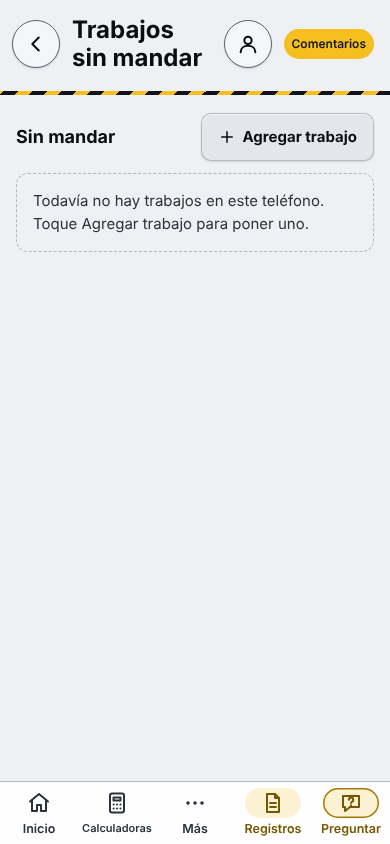 Trabajos
sin mandar
Comentarios
Sin mandar
Agregar trabajo
Todavía no hay trabajos en este teléfono.
Toque Agregar trabajo para poner uno.
Inicio
Calculadoras
Más
Registros
Preguntar